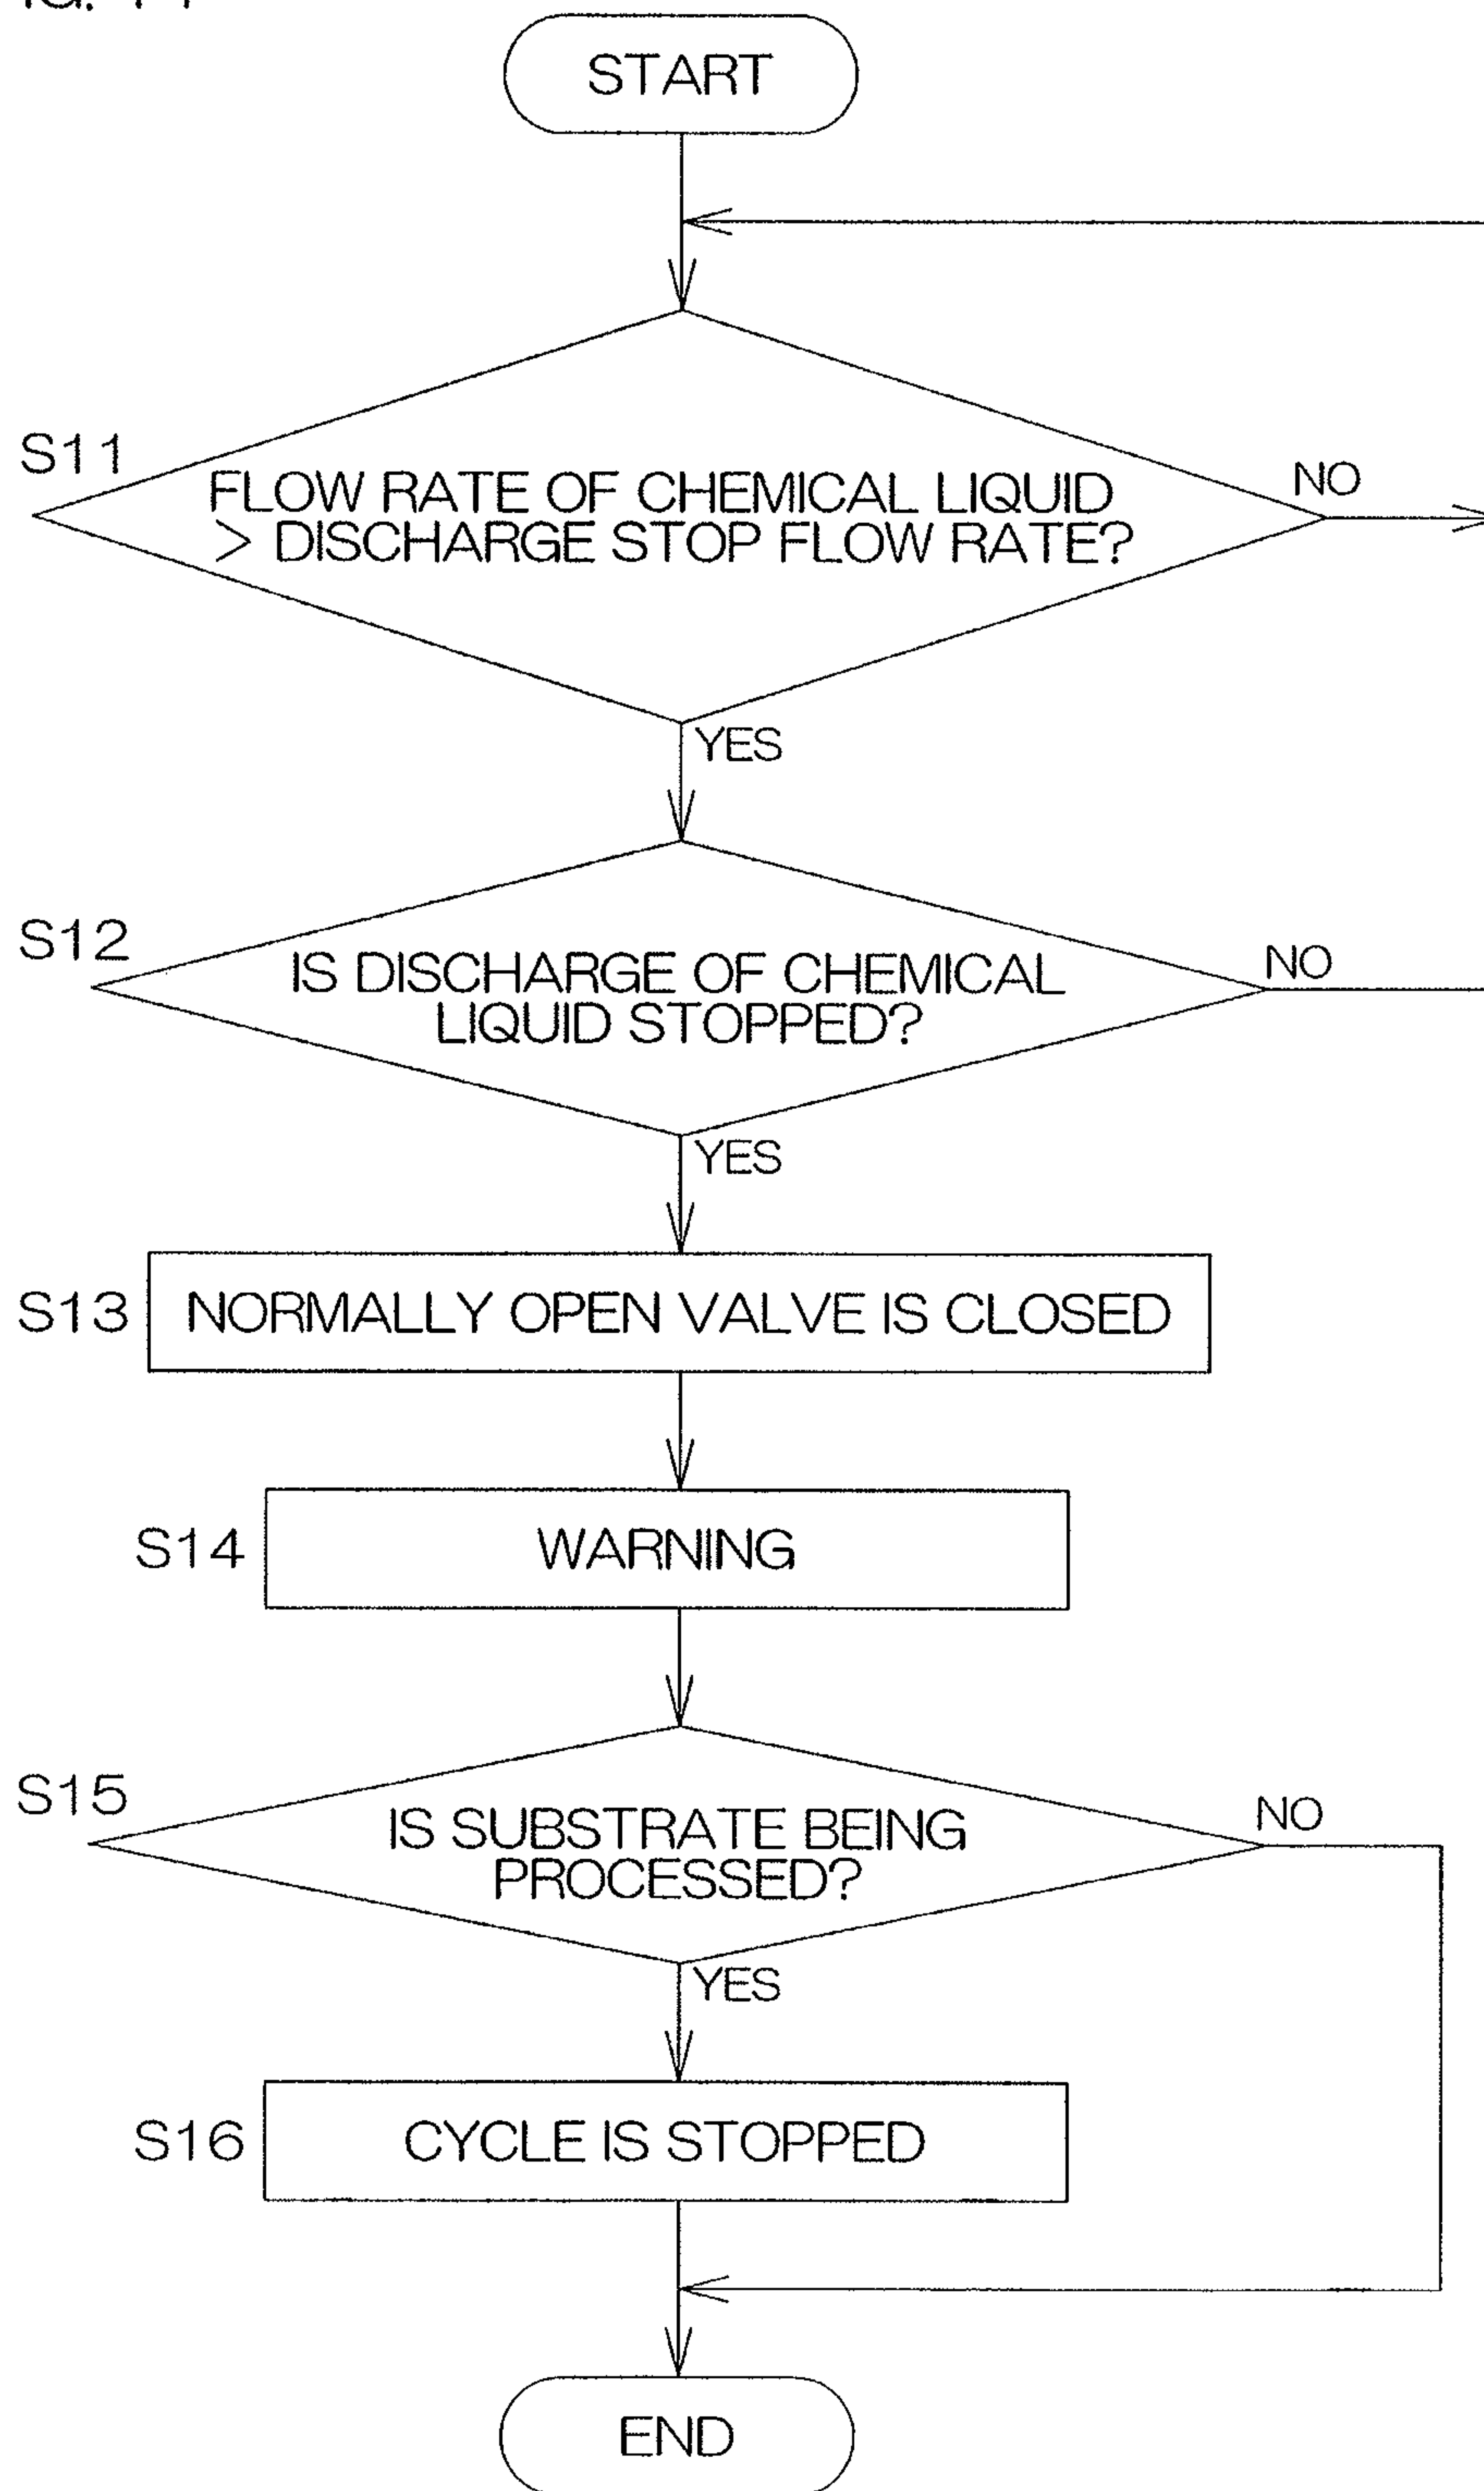 START
S11
FLOW RATE OF CHEMICAL LIQUID
> DISCHARGE STOP FLOW RATE?
NO
YES
S12
IS DISCHARGE OF CHEMICAL
LIQUID STOPPED?
NO
YES
S13
NORMALLY OPEN VALVE IS CLOSED
S14
WARNING
S15
IS SUBSTRATE BEING
PROCESSED?
NO
YES
S16
CYCLE IS STOPPED
END